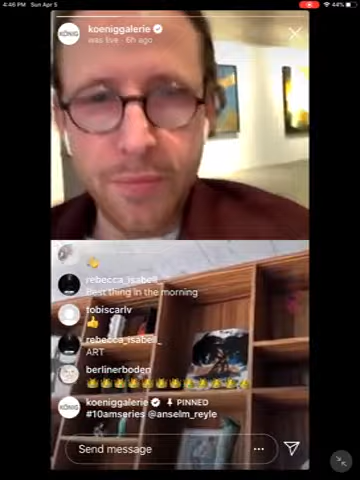 4:46 PM Sun Apr 5
44%
KÖNIG
koeniggalerie
was live · 6h ago
rebecca_isabell_
Best thing in the morning
tobiscarlv
rebecca_isabell_
ART
berlinerboden
KÖNIG
koeniggalerie PINNED
#10amseries @anselm_reyle
Send message